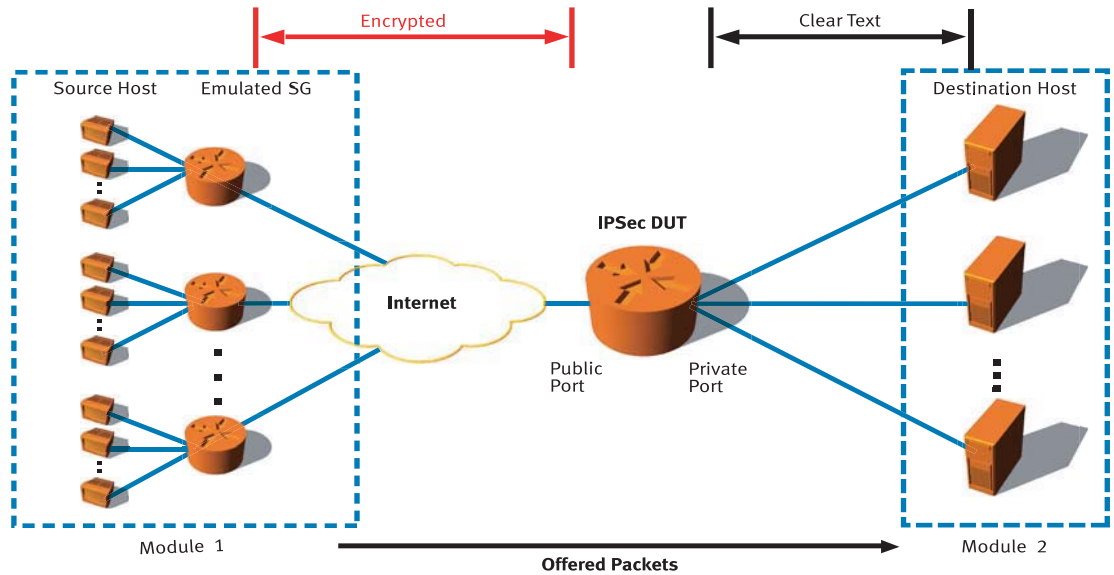 Encrypted
Clear Text
Source Host
Emulated SG
Destination Host
IPSec DUT
Internet
Public
Port
Private
Port
Module 1
Offered Packets
Module 2